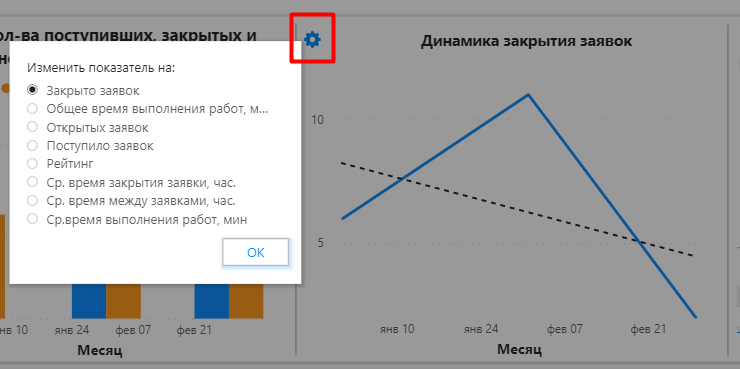 ол-ва поступивших, закрытых и
Динамика закрытия заявок
Изменить показатель на:
Закрыто заявок
Общее время выполнения работ, м...
Открытых заявок
Поступило заявок
Рейтинг
Ср. время закрытия заявки, час.
Ср. время между заявками, час.
Ср.время выполнения работ, мин
OK
10
5
янв 10 янв 24 фев 07 фев 21
Месяц
янв 10 янв 24 фев 07 фев 21
Месяц